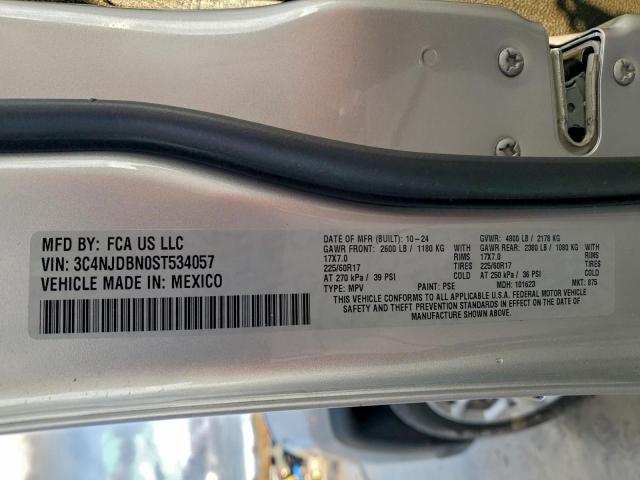 MFD BY: FCA US LLC
VIN: 3C4NJDBN0ST534057
VEHICLE MADE IN: MEXICO
DATE OF MFR (BUILT): 10-24 GVWR: 4800 LB / 2178 KG
GAWR FRONT: 2600 LB / 1180 KG GAWR REAR: 2380 LB / 1080 KG
17X7.0 RIMS 17X7.0 RIMS
225/60R17 TIRES 225/60R17 TIRES
AT 270 kPa / 39 PSI AT 250 kPa / 36 PSI
TYPE: MPV PAINT: PSE MDH: 101623 MKT: 875
THIS VEHICLE CONFORMS TO ALL APPLICABLE U.S.A. FEDERAL MOTOR VEHICLE
SAFETY AND THEFT PREVENTION STANDARDS IN EFFECT ON THE DATE OF
MANUFACTURE SHOWN ABOVE.